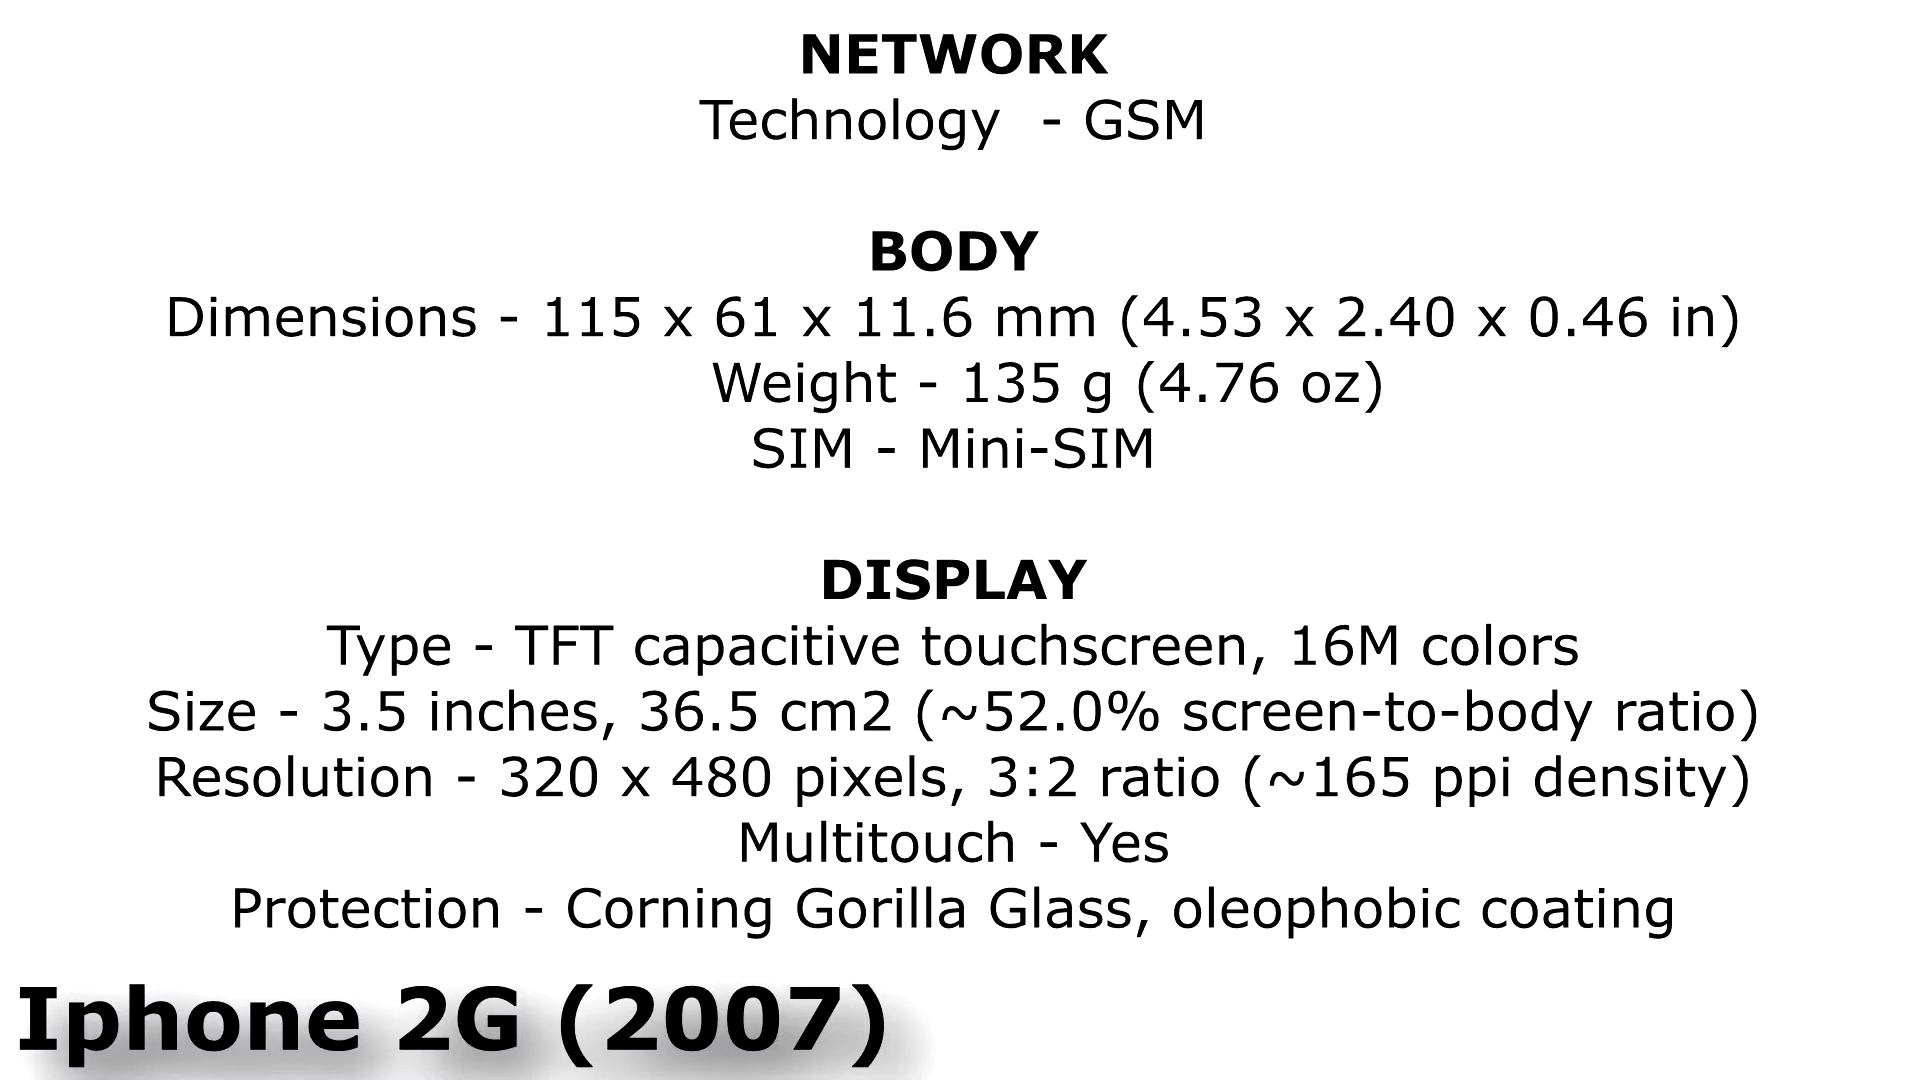 NETWORK
Technology  - GSM
BODY
Dimensions - 115 x 61 x 11.6 mm (4.53 x 2.40 x 0.46 in)
Weight - 135 g (4.76 oz)
SIM - Mini-SIM
DISPLAY
Type - TFT capacitive touchscreen, 16M colors
Size - 3.5 inches, 36.5 cm2 (~52.0% screen-to-body ratio)
Resolution - 320 x 480 pixels, 3:2 ratio (~165 ppi density)
Multitouch - Yes
Protection - Corning Gorilla Glass, oleophobic coating
Iphone 2G (2007)